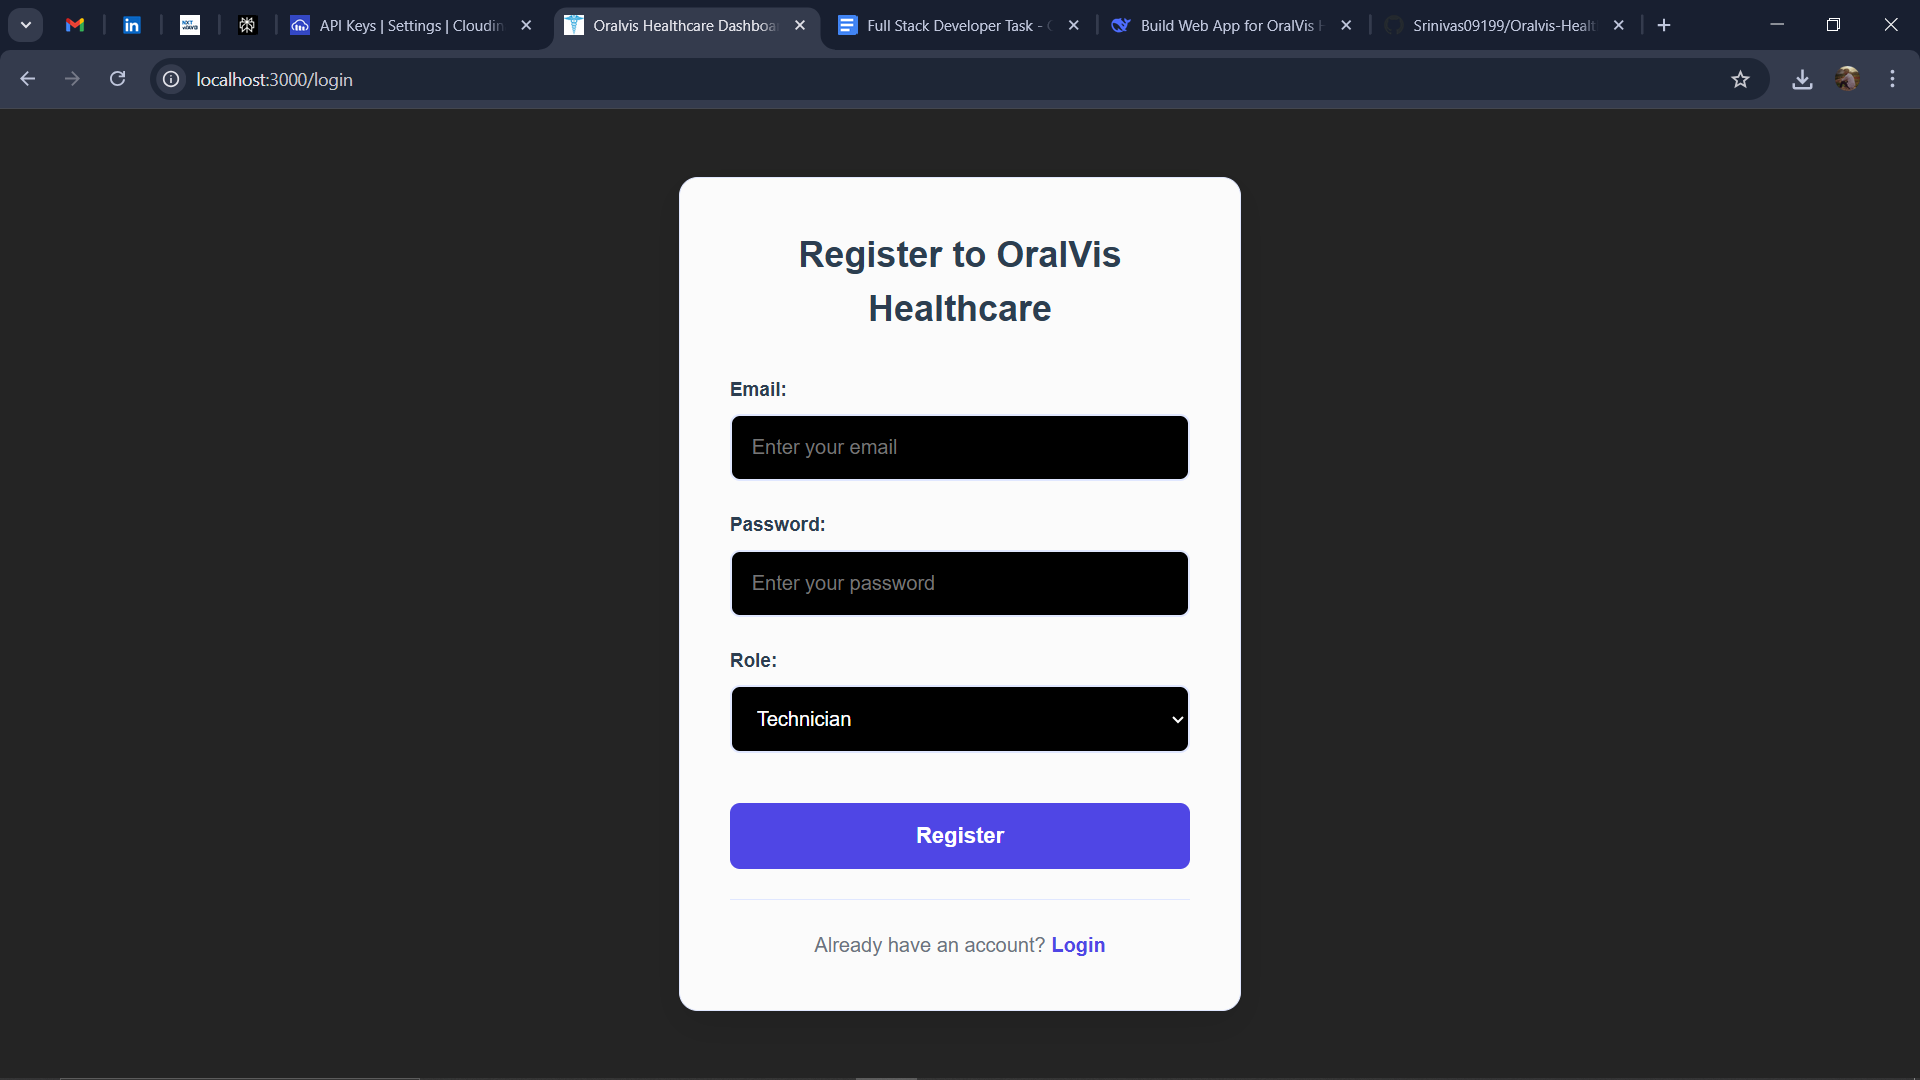 API Keys | Settings | Cloudin
Oralvis Healthcare Dashboa
Full Stack Developer Task -
Build Web App for OralVis
Srinivas09199/Oralvis-Healt
localhost:3000/login
Register to OralVis
Healthcare
Email:
Enter your email
Password:
Enter your password
Role:
Technician
Register
Already have an account? Login